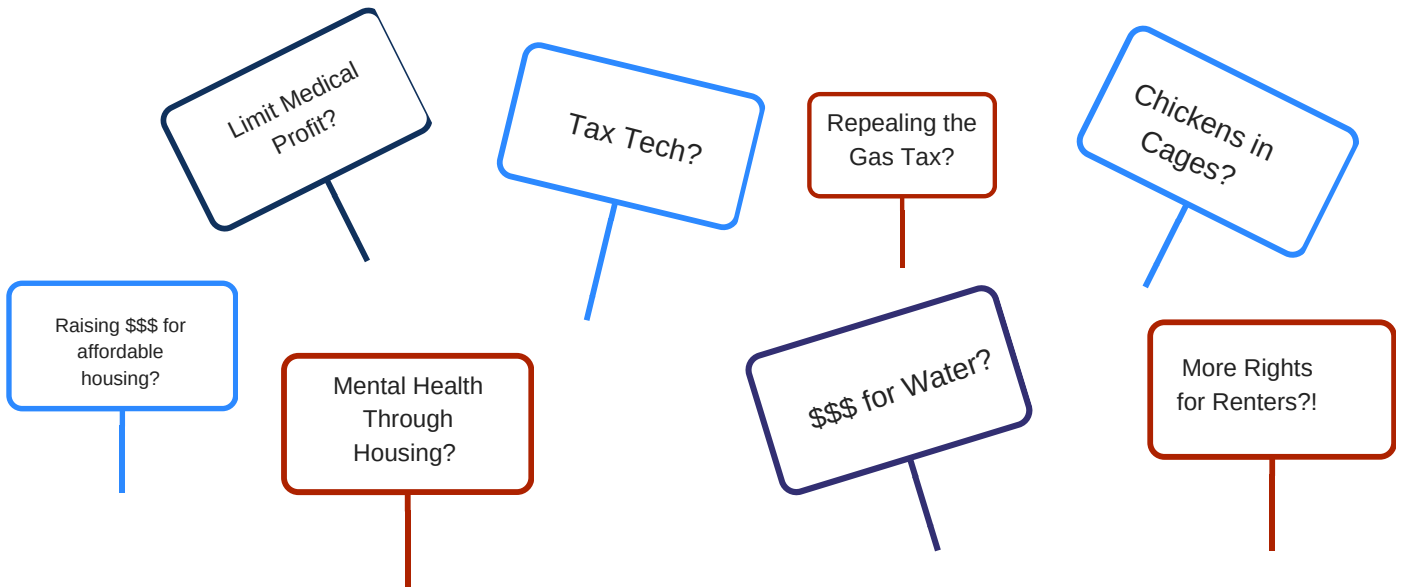 Limit Medical
Profit?
Tax Tech?
Repealing the
Gas Tax?
Chickens in
Cages?
Raising $$$ for
affordable
housing?
Mental Health
Through
Housing?
$$$ for Water?
More Rights
for Renters?!